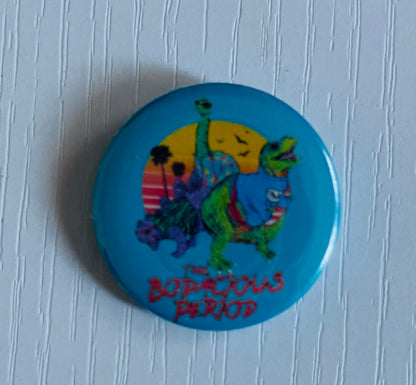 THE
BODACIOUS
PERIOD